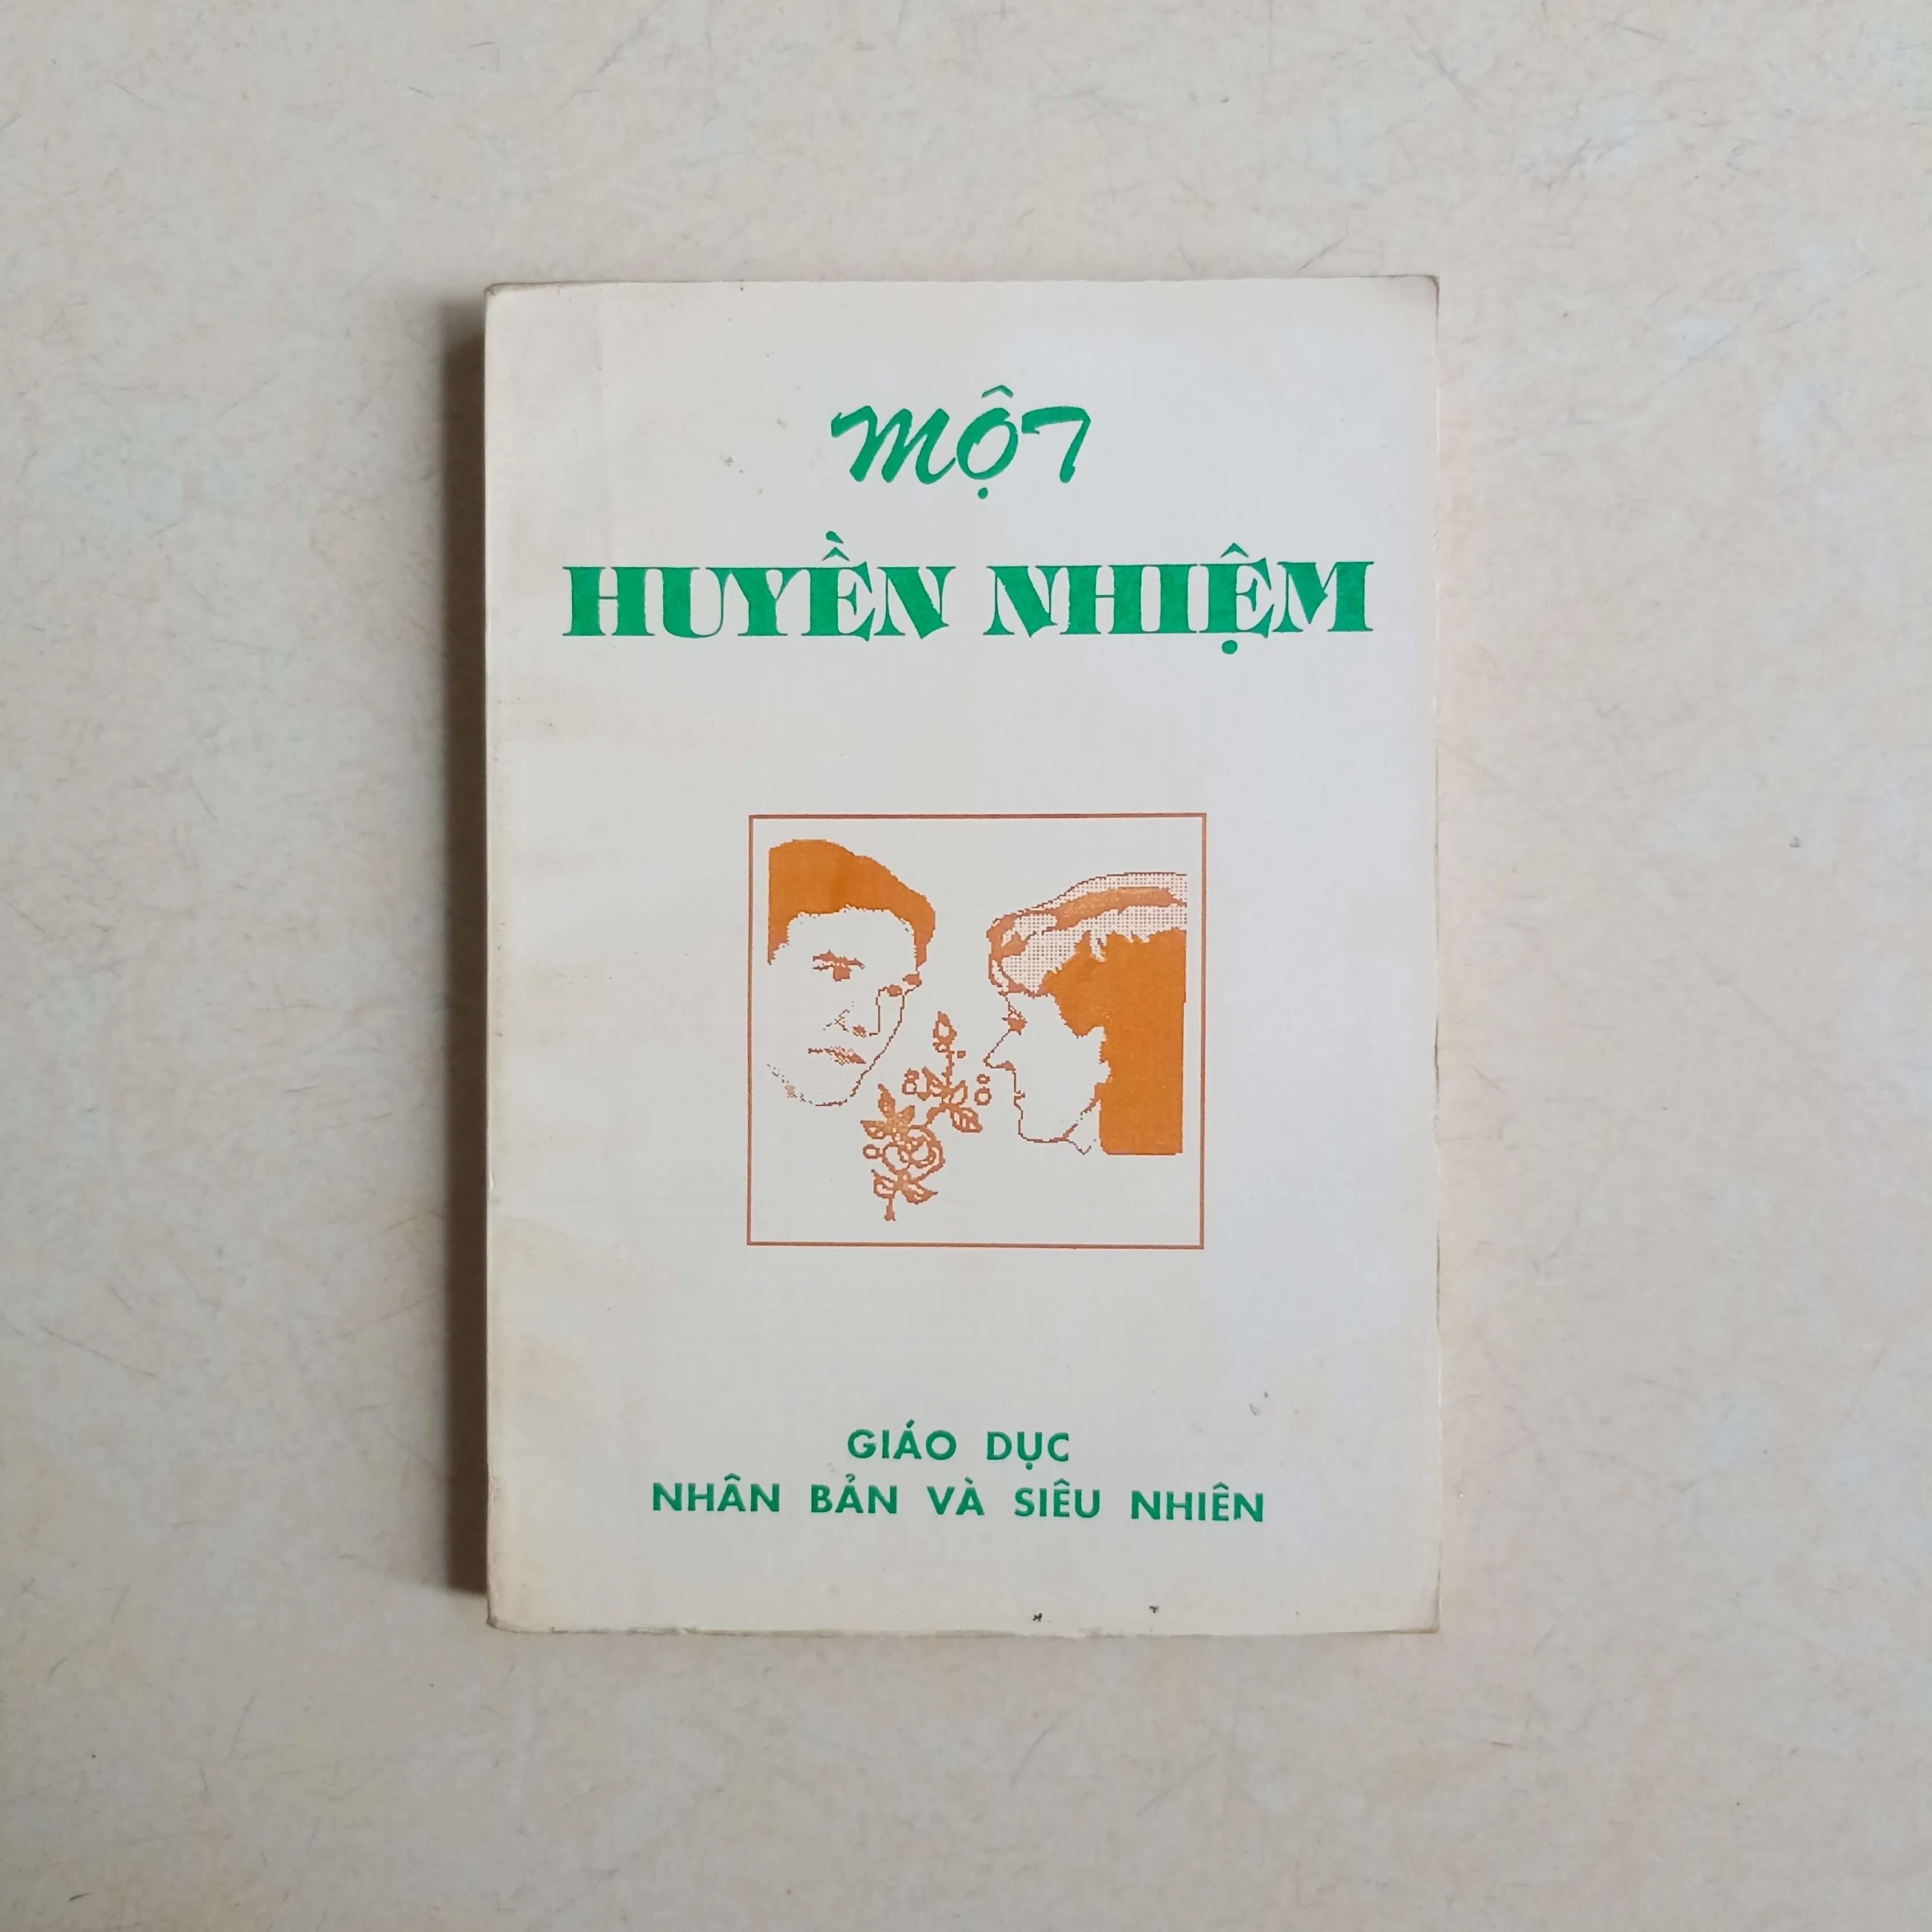 MỘT
HUYỀN NHIỆM
GIÁO DỤC
NHÂN BẢN VÀ SIÊU NHIÊN